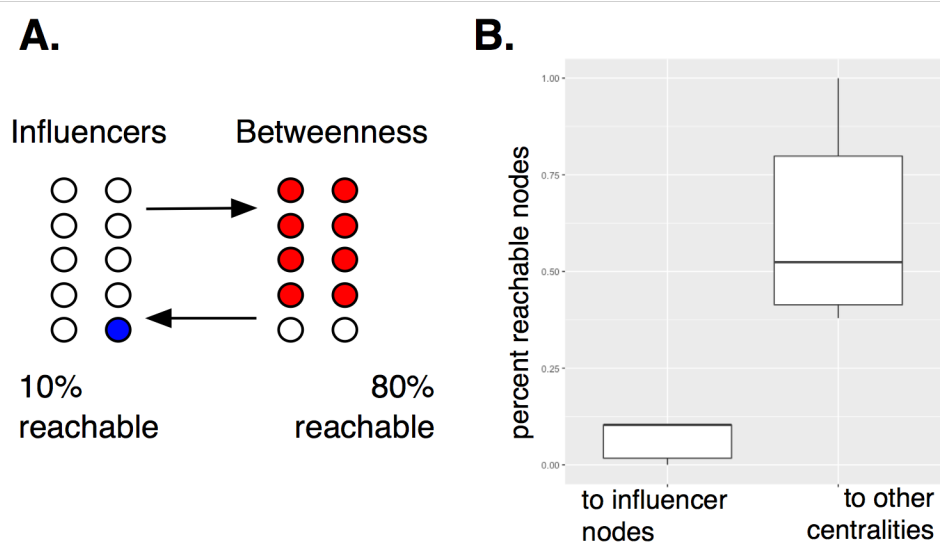 A.
B.
Influencers
Betweenness
10%
reachable
80%
reachable
percent reachable nodes
1.00
0.75
0.50
0.25
0.00
to influencer
nodes
to other
centralities